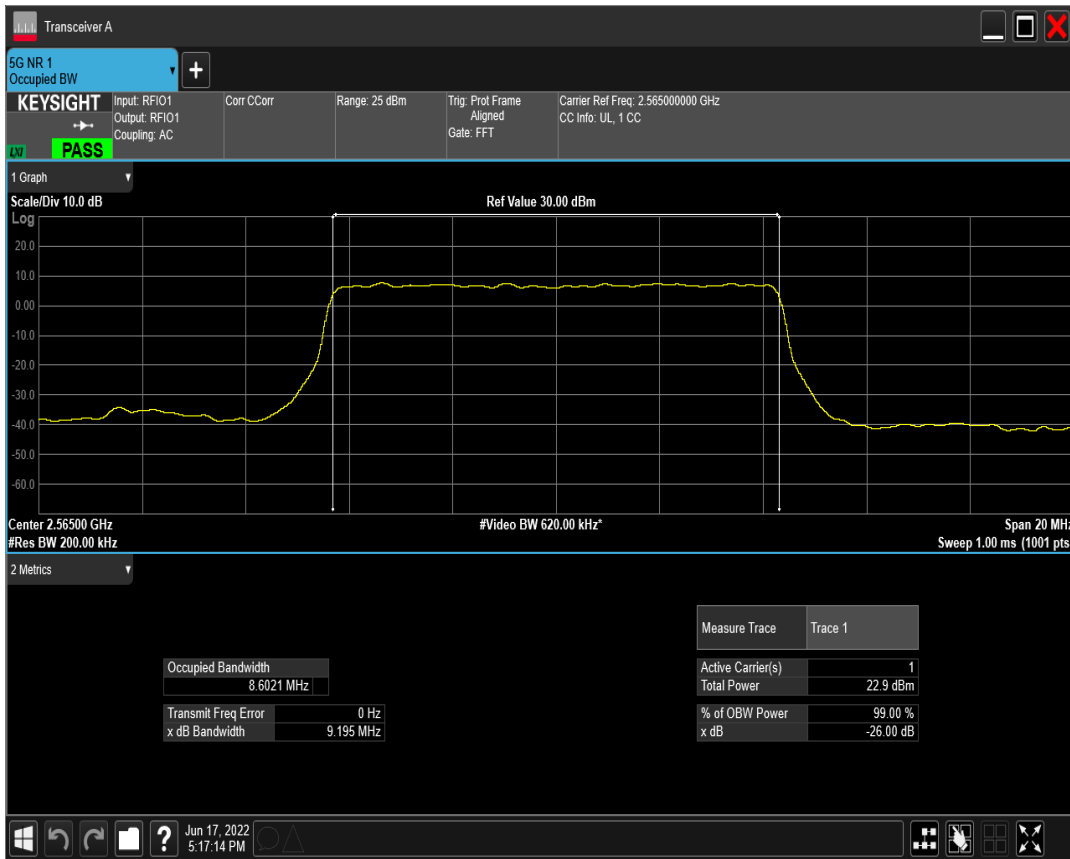 Transceiver A
5G NR 1
Occupied BW
+
KEYSIGHT
LXI
PASS
Input: RFIO1
Output: RFIO1
Coupling: AC
Corr CCorr
Range: 25 dBm
Trig: Prot Frame
Aligned
Gate: FFT
Carrier Ref Freq: 2.565000000 GHz
CC Info: UL, 1 CC
1 Graph
Scale/Div 10.0 dB
Ref Value 30.00 dBm
Log
20.0
10.0
0.00
-10.0
-20.0
-30.0
-40.0
-50.0
-60.0
Center 2.56500 GHz
#Video BW 620.00 kHz*
Span 20 MHz
#Res BW 200.00 kHz
Sweep 1.00 ms (1001 pts
2 Metrics
Measure Trace Trace 1
Occupied Bandwidth
8.6021 MHz
Active Carrier(s) 1
Total Power 22.9 dBm
Transmit Freq Error 0 Hz
x dB Bandwidth 9.195 MHz
% of OBW Power 99.00 %
x dB -26.00 dB
?
Jun 17, 2022
5:17:14 PM